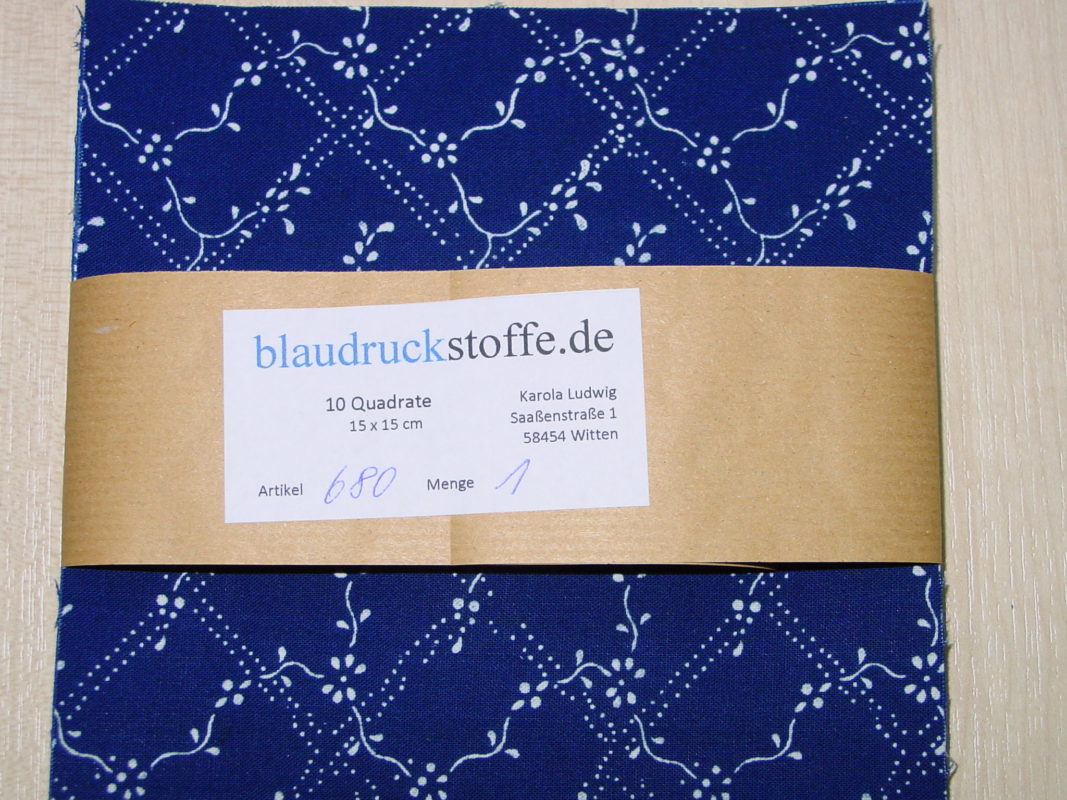 blaudruckstoffe.de
10 Quadrate
15 x 15 cm
Karola Ludwig
Saaßenstraße 1
58454 Witten
Artikel 680 Menge 1